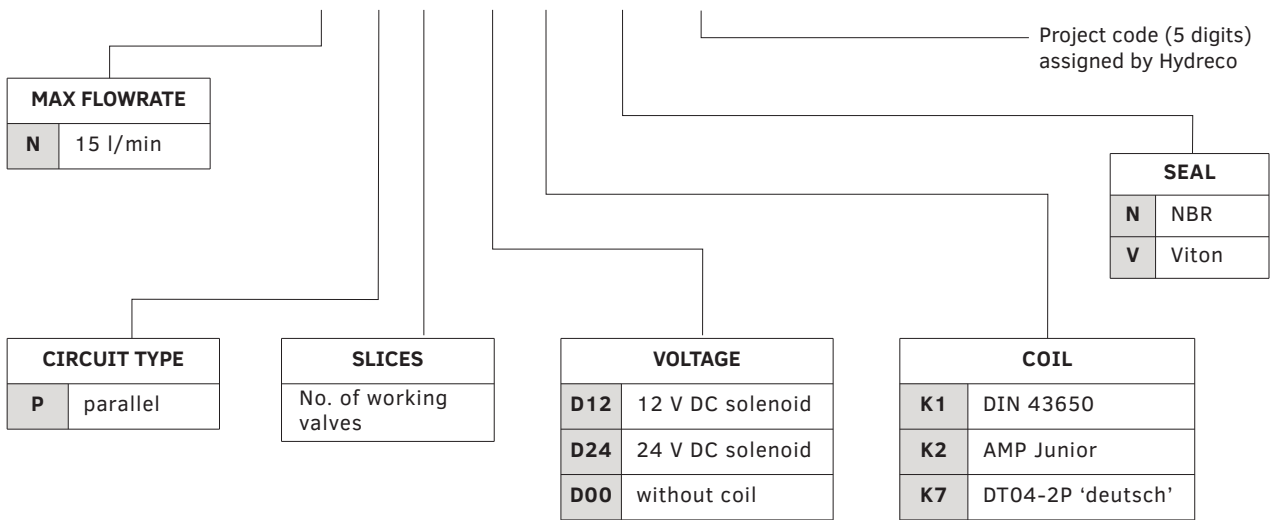 Project code (5 digits)
assigned by Hydreco
MAX FLOWRATE
N 15 l/min
SEAL
N NBR
V Viton
CIRCUIT TYPE
P parallel
SLICES
No. of working
valves
VOLTAGE
D12 12 V DC solenoid
D24 24 V DC solenoid
D00 without coil
COIL
K1 DIN 43650
K2 AMP Junior
K7 DT04-2P ‘deutsch’